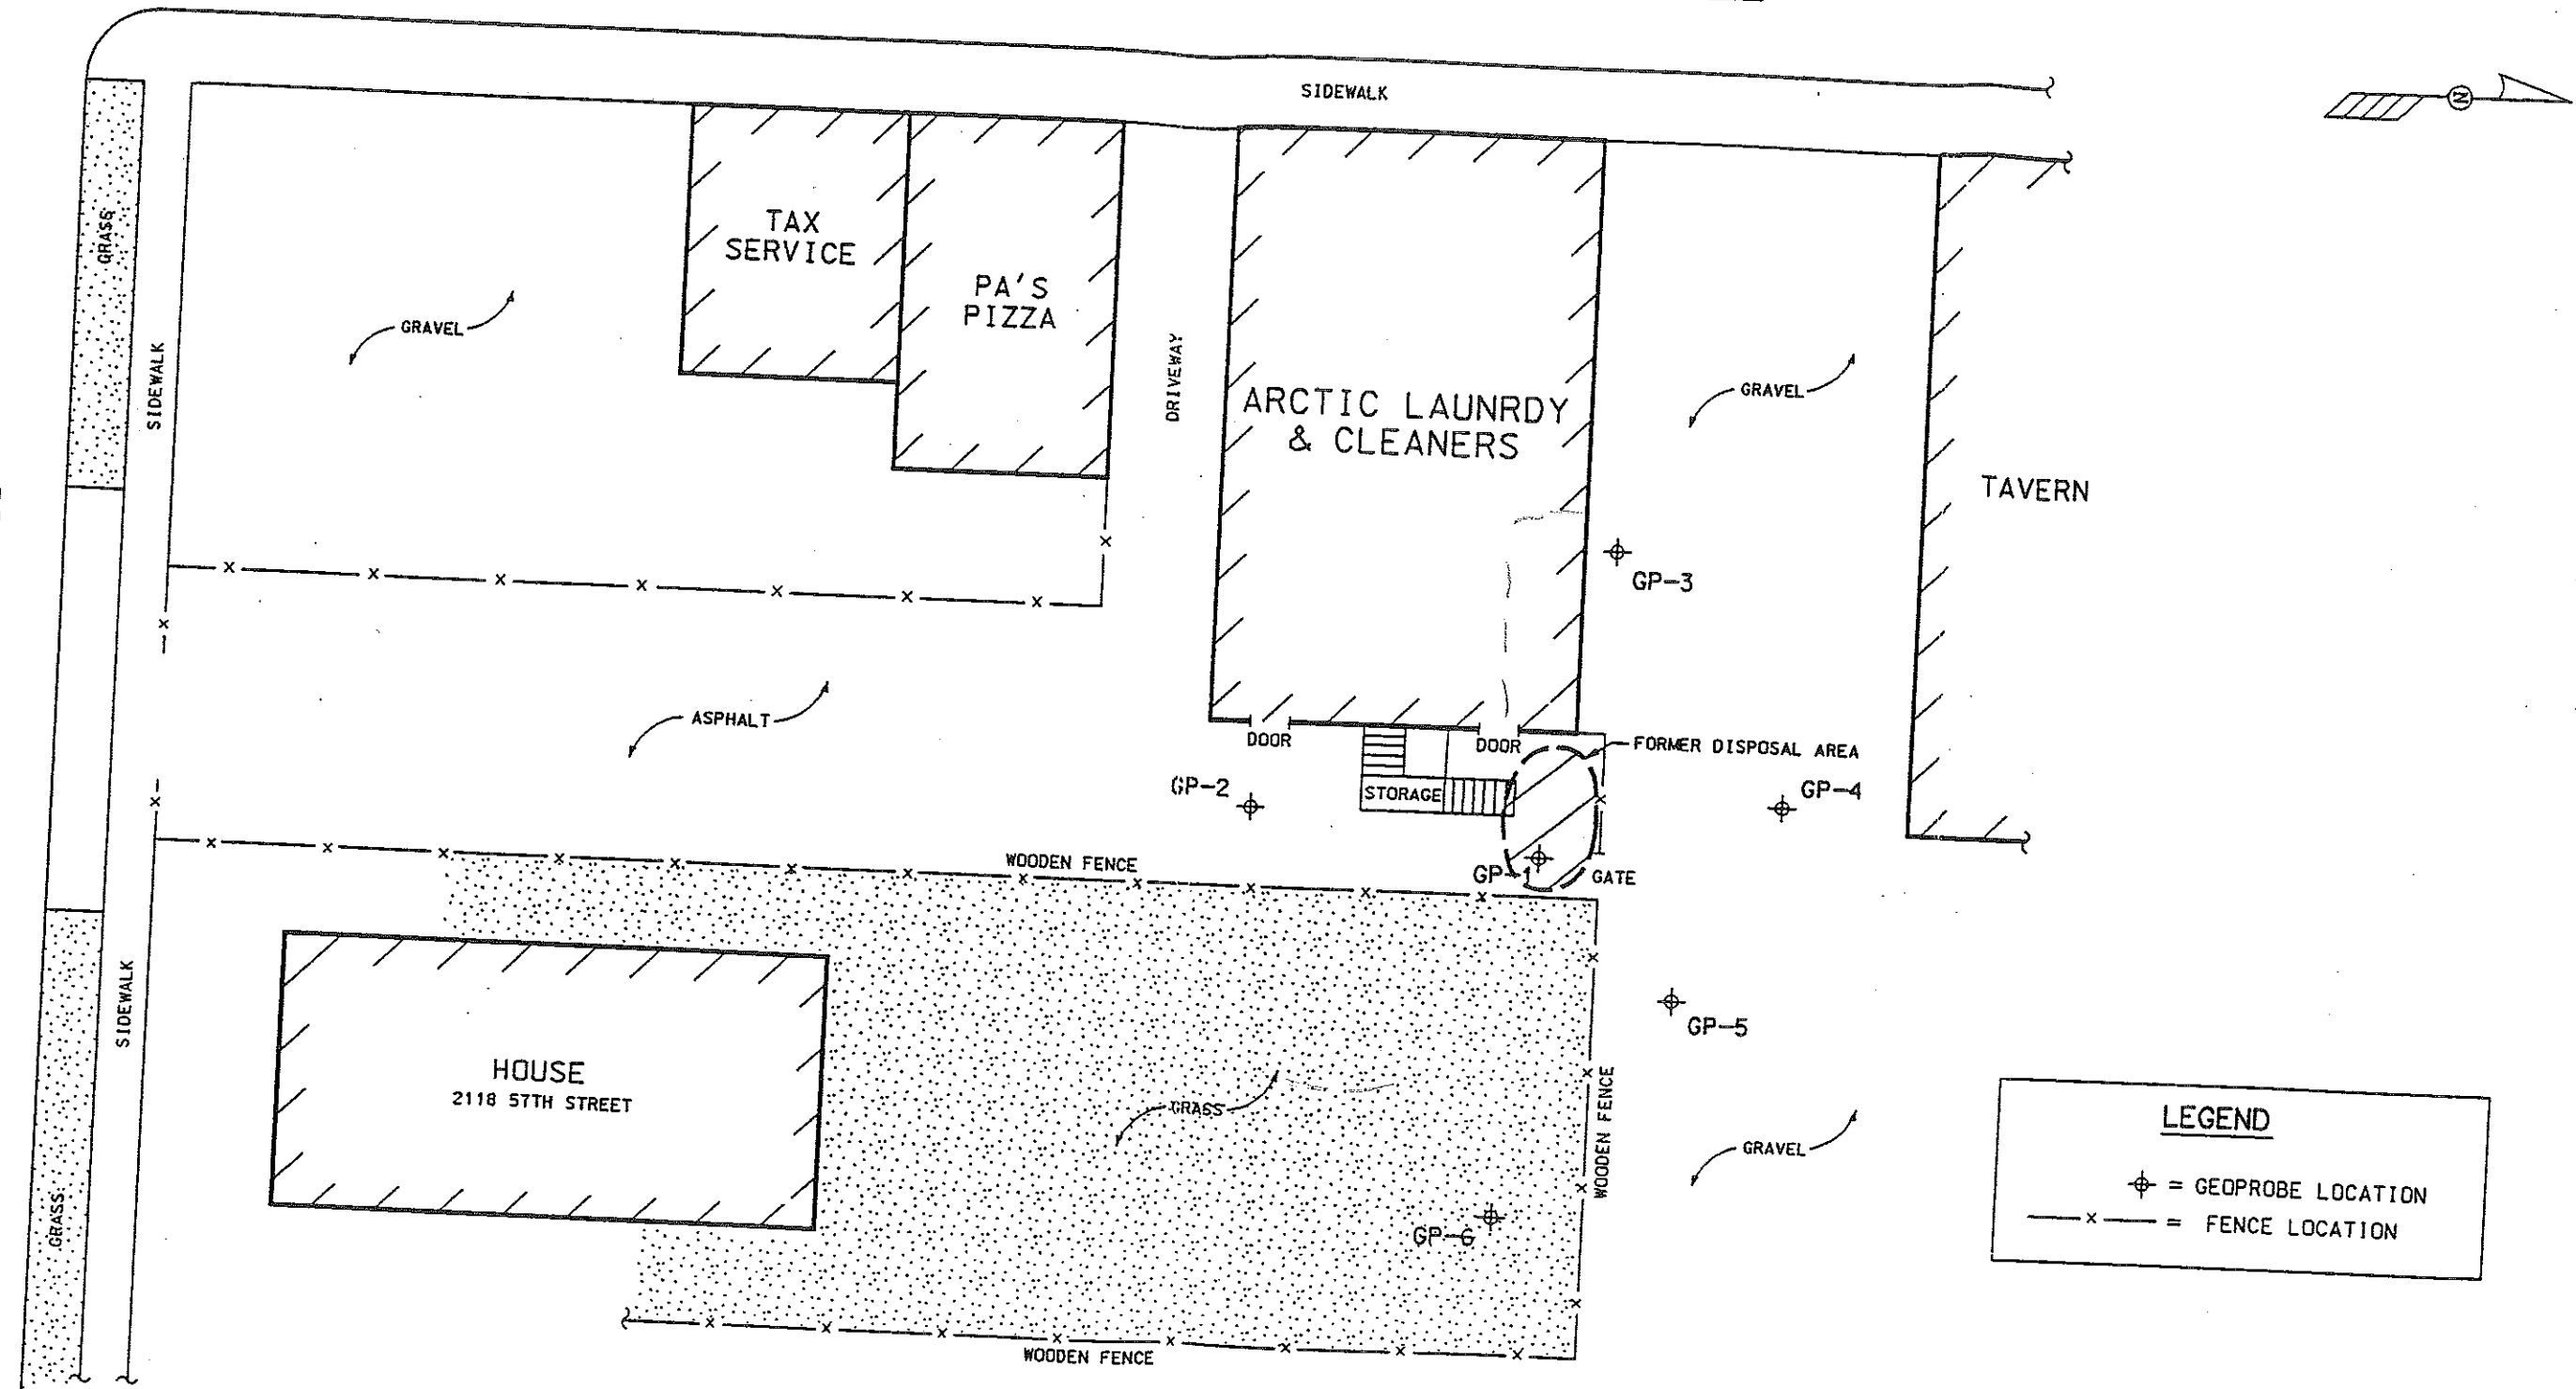 SIDEWALK
N
GRASS
TAX
SERVICE
PA'S
PIZZA
GRAVEL
SIDEWALK
DRIVEWAY
ARCTIC LAUNRDY
& CLEANERS
GRAVEL
TAVERN
GP-3
ASPHALT
DOOR
DOOR
FORMER DISPOSAL AREA
GP-2
STORAGE
GP-4
WOODEN FENCE
GP-1
GATE
SIDEWALK
HOUSE
2118 57TH STREET
GP-5
GRASS
WOODEN FENCE
GRAVEL
GRASS
GP-6
WOODEN FENCE
LEGEND
= GEOPROBE LOCATION
x = FENCE LOCATION